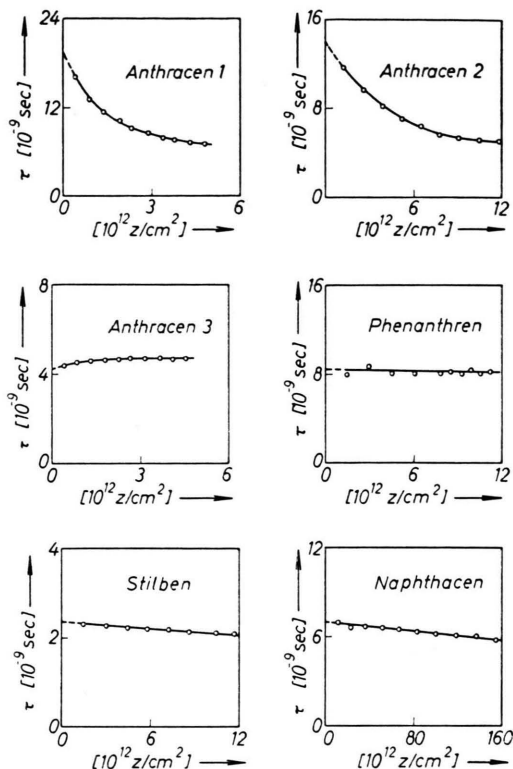 24
12
0
τ [10⁻⁹ sec]
Anthracen 1
0 3 6
[10¹² z/cm²]
16
8
0
τ [10⁻⁹ sec]
Anthracen 2
0 6 12
[10¹² z/cm²]
8
4
0
τ [10⁻⁹ sec]
Anthracen 3
0 3 6
[10¹² z/cm²]
16
8
0
τ [10⁻⁹ sec]
Phenanthren
0 6 12
[10¹² z/cm²]
4
2
0
τ [10⁻⁹ sec]
Stilben
0 6 12
[10¹² z/cm²]
12
6
0
τ [10⁻⁹ sec]
Naphthacen
0 80 160
[10¹² z/cm²]